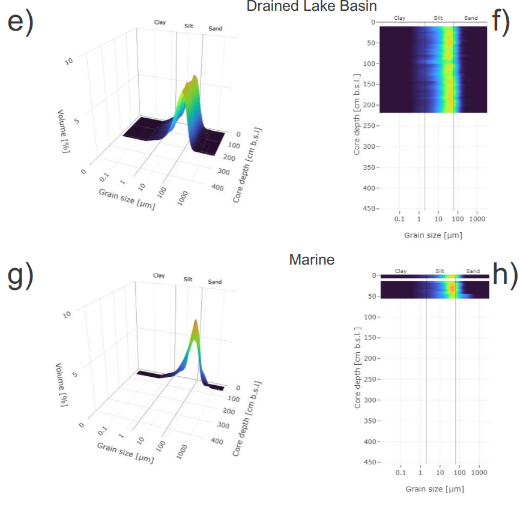 Drained Lake Basin
e)
Clay Silt Sand
10
5
Volume [%]
0
0.1
1
10
100
1000
Grain size [µm]
0
100
200
300
400
Core depth [cm b.s.l]
f)
Clay Silt Sand
0
50
100
150
200
250
300
350
400
450
Core depth [cm b.s.l. ]
0.1 1 10 100 1000
Grain size [µm]
Marine
g)
Clay Silt Sand
10
5
Volume [%]
0
0.1
1
10
100
1000
Grain size [µm]
0
100
200
300
400
Core depth [cm b.s.l]
h)
Clay Silt Sand
0
50
100
150
200
250
300
350
400
450
Core depth [cm b.s.l. ]
0.1 1 10 100 1000
Grain size [µm]